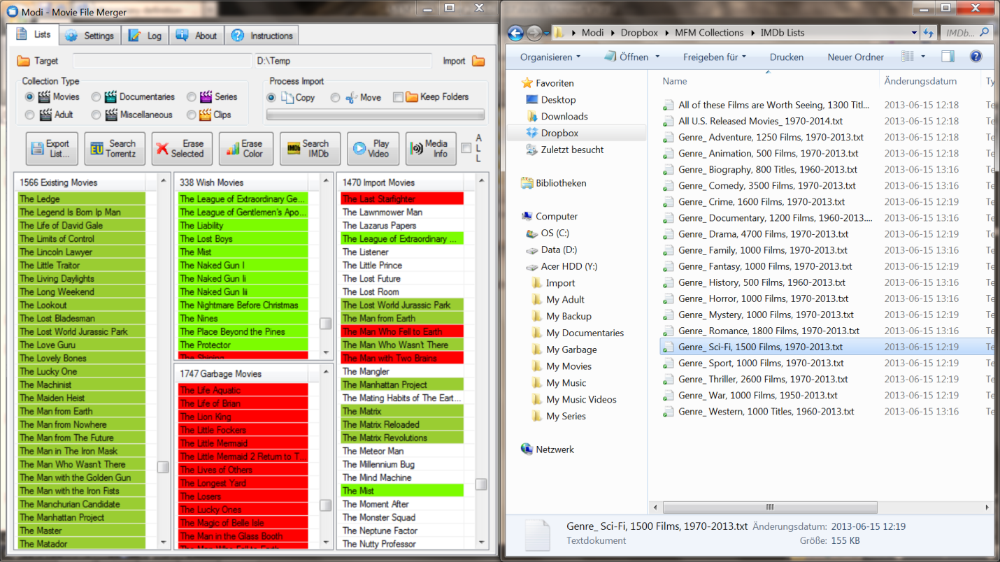 Modi - Movie File Merger
Lists
Settings
Log
About
Instructions
Target
D:\Temp
Import
Collection Type
Movies
Documentaries
Series
Adult
Miscellaneous
Clips
Process Import
Copy
Move
Keep Folders
Export
List...
EU
Search
Torrentz
Erase
Selected
Erase
Color
IMDb
Search
IMDb
Play
Video
Media
Info
A
L
L
1566 Existing Movies
The Ledge
The Legend Is Born Ip Man
The Life of David Gale
The Limits of Control
The Lincoln Lawyer
The Little Traitor
The Living Daylights
The Long Weekend
The Lookout
The Lost Bladesman
The Lost World Jurassic Park
The Love Guru
The Lovely Bones
The Lucky One
The Machinist
The Maiden Heist
The Man from Earth
The Man from Nowhere
The Man from The Future
The Man in The Iron Mask
The Man Who Wasn't There
The Man with the Golden Gun
The Man with the Iron Fists
The Manchurian Candidate
The Manhattan Project
The Master
The Matador
338 Wish Movies
The League of Extraordinary Ge...
The League of Gentlemen's Apo...
The Liability
The Lost Boys
The Mist
The Naked Gun I
The Naked Gun Ii
The Naked Gun Iii
The Nightmare Before Christmas
The Nines
The Place Beyond the Pines
The Protector
The Shining
1747 Garbage Movies
The Life Aquatic
The Life of Brian
The Lion King
The Little Fockers
The Little Mermaid
The Little Mermaid 2 Return to T...
The Lives of Others
The Longest Yard
The Losers
The Lucky Ones
The Magic of Belle Isle
The Man in the Glass Booth
The Man Who Fell to Earth
1470 Import Movies
The Last Starfighter
The Lawnmower Man
The Lazarus Papers
The League of Extraordinary ...
The Listener
The Little Prince
The Lost Future
The Lost Room
The Lost World Jurassic Park
The Man from Earth
The Man Who Fell to Earth
The Man Who Wasn't There
The Man with Two Brains
The Mangler
The Manhattan Project
The Mating Habits of The Eart...
The Matrix
The Matrix Reloaded
The Matrix Revolutions
The Meteor Man
The Millennium Bug
The Mind Machine
The Mist
The Moment After
The Monster Squad
The Neptune Factor
The Nutty Professor
Modi
Dropbox
MFM Collections
IMDb Lists
IMDb...
Organisieren
Öffnen
Freigeben für
Drucken
Neuer Ordner
Favoriten
Desktop
Downloads
Dropbox
Zuletzt besucht
Bibliotheken
Computer
OS (C:)
Data (D:)
Acer HDD (Y:)
Import
My Adult
My Backup
My Documentaries
My Garbage
My Movies
My Music
My Music Videos
My Series
Netzwerk
Name Änderungsdatum Ty
All of these Films are Worth Seeing, 1300 Titl... 2013-06-15 12:18 Te
All U.S. Released Movies_ 1970-2014.txt 2013-06-15 12:18 Te
Genre_ Adventure, 1250 Films, 1970-2013.txt 2013-06-15 12:18 Te
Genre_ Animation, 500 Films, 1970-2013.txt 2013-06-15 12:19 Te
Genre_ Biography, 800 Titles, 1960-2013.txt 2013-06-15 13:16 Te
Genre_ Comedy, 3500 Films, 1970-2013.txt 2013-06-15 12:19 Te
Genre_ Crime, 1600 Films, 1970-2013.txt 2013-06-15 12:19 Te
Genre_ Documentary, 1200 Films, 1960-2013.... 2013-06-15 13:16 Te
Genre_ Drama, 4700 Films, 1970-2013.txt 2013-06-15 12:19 Te
Genre_ Family, 1000 Films, 1970-2013.txt 2013-06-15 13:16 Te
Genre_ Fantasy, 1000 Films, 1970-2013.txt 2013-06-15 12:19 Te
Genre_ History, 500 Films, 1960-2013.txt 2013-06-15 13:16 Te
Genre_ Horror, 1000 Films, 1970-2013.txt 2013-06-15 12:19 Te
Genre_ Mystery, 1000 Films, 1970-2013.txt 2013-06-15 12:19 Te
Genre_ Romance, 1800 Films, 1970-2013.txt 2013-06-15 13:16 Te
Genre_ Sci-Fi, 1500 Films, 1970-2013.txt 2013-06-15 12:19 Te
Genre_ Sport, 1000 Films, 1970-2013.txt 2013-06-15 12:19 Te
Genre_ Thriller, 2600 Films, 1970-2013.txt 2013-06-15 12:19 Te
Genre_ War, 1000 Films, 1950-2013.txt 2013-06-15 12:19 Te
Genre_ Western, 1000 Titles, 1960-2013.txt 2013-06-15 13:16 Te
Genre_ Sci-Fi, 1500 Films, 1970-2013.txt Änderungsdatum: 2013-06-15 12:19
Textdokument Größe: 155 KB